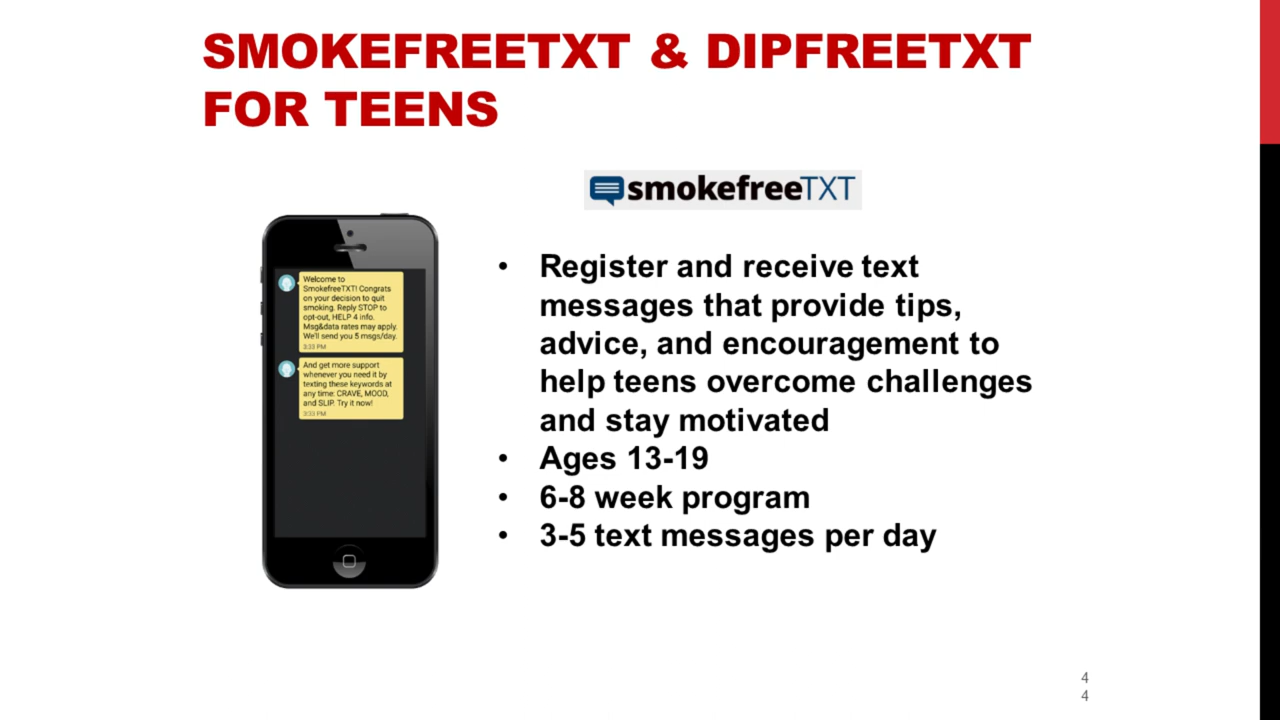 SMOKEFREETXT & DIPFREETXT
FOR TEENS
smokefreeTXT
Welcome to
SmokefreeTXT! Congrats
on your decision to quit
smoking. Reply STOP to
opt-out, HELP 4 info.
Msg&data rates may apply.
We'll send you 5 msgs/day.
3:33 PM
And get more support
whenever you need it by
texting these keywords at
any time: CRAVE, MOOD,
and SLIP. Try it now!
3:33 PM
• Register and receive text
messages that provide tips,
advice, and encouragement to
help teens overcome challenges
and stay motivated
• Ages 13-19
• 6-8 week program
• 3-5 text messages per day
4
4